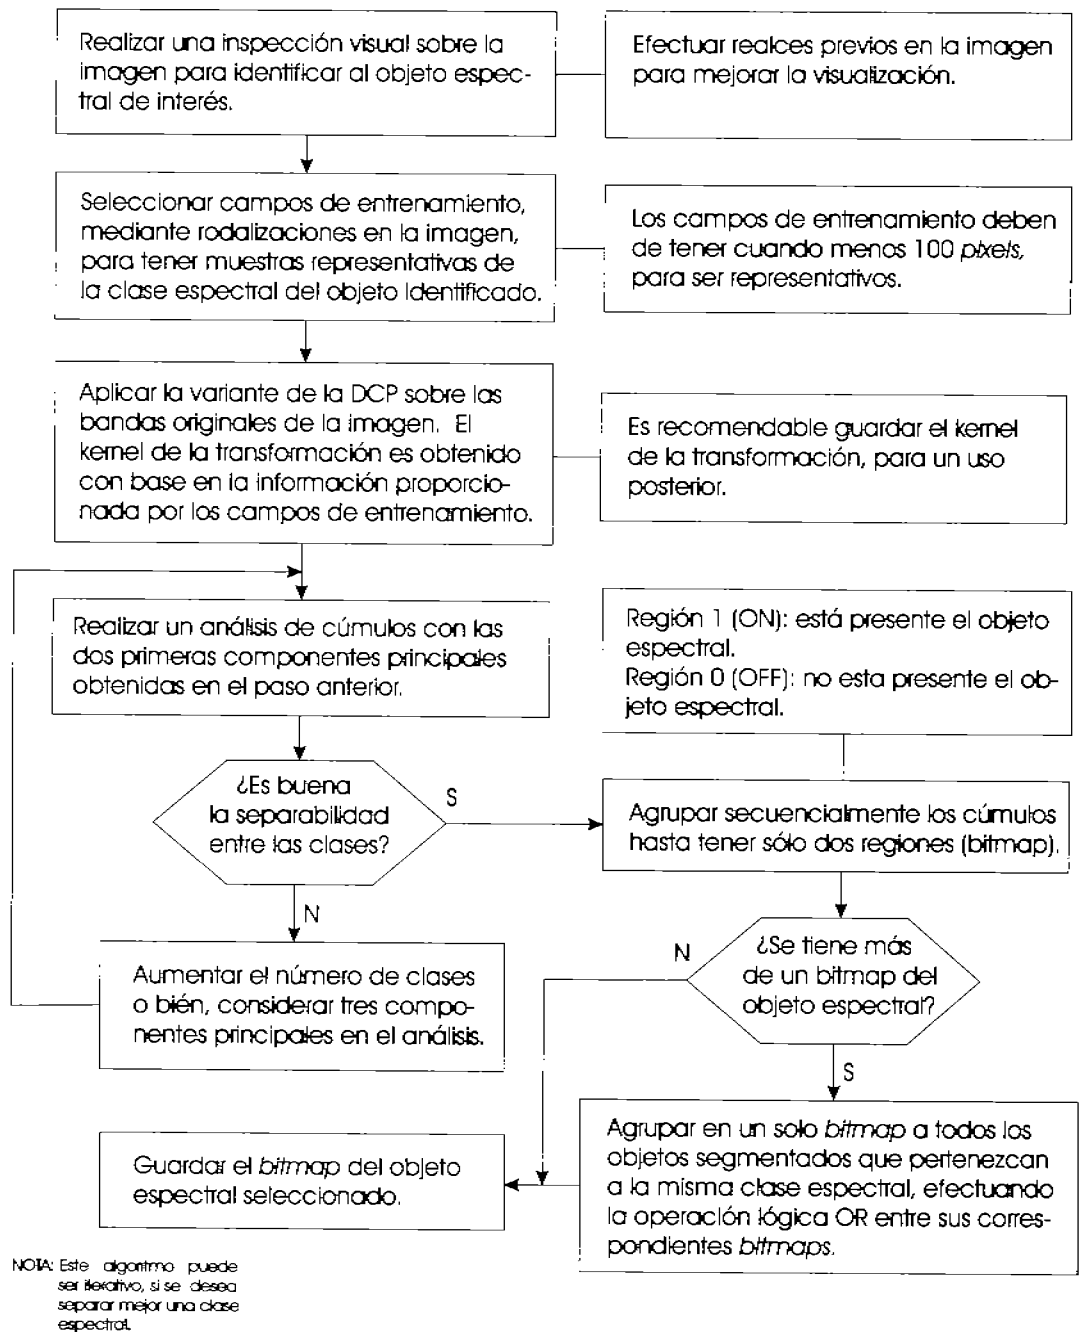 Realizar una inspección visual sobre la
imagen para identificar al objeto espec-
tral de interés.
Efectuar realces previos en la imagen
para mejorar la visualización.
Seleccionar campos de entrenamiento,
mediante rodalizaciones en la imagen,
para tener muestras representativas de
la clase espectral del objeto identificado.
Los campos de entrenamiento deben
de tener cuando menos 100 pixels,
para ser representativos.
Aplicar la variante de la DCP sobre las
bandas originales de la imagen. El
kernel de la transformación es obtenido
con base en la información proporcio-
nada por los campos de entrenamiento.
Es recomendable guardar el kernel
de la transformación, para un uso
posterior.
Realizar un análisis de cúmulos con las
dos primeras componentes principales
obtenidas en el paso anterior.
Región 1 (ON): está presente el objeto
espectral.
Región 0 (OFF): no esta presente el ob-
jeto espectral.
¿Es buena
la separabilidad
entre las clases?
S
Agrupar secuencialmente los cúmulos
hasta tener sólo dos regiones (bitmap).
N
Aumentar el número de clases
o bién, considerar tres compo-
nentes principales en el análisis.
N
¿Se tiene más
de un bitmap del
objeto espectral?
S
Guardar el bitmap del objeto
espectral seleccionado.
Agrupar en un solo bitmap a todos los
objetos segmentados que pertenezcan
a la misma clase espectral, efectuando
la operación lógica OR entre sus corres-
pondientes bitmaps.
NOTA: Este algoritmo puede
ser iterativo, si se desea
separar mejor una clase
espectral.